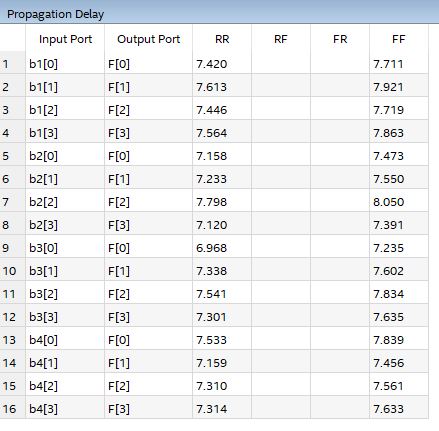 Propagation Delay
Input Port Output Port RR RF FR FF
1 b1[0] F[0] 7.420 7.711
2 b1[1] F[1] 7.613 7.921
3 b1[2] F[2] 7.446 7.719
4 b1[3] F[3] 7.564 7.863
5 b2[0] F[0] 7.158 7.473
6 b2[1] F[1] 7.233 7.550
7 b2[2] F[2] 7.798 8.050
8 b2[3] F[3] 7.120 7.391
9 b3[0] F[0] 6.968 7.235
10 b3[1] F[1] 7.338 7.602
11 b3[2] F[2] 7.541 7.834
12 b3[3] F[3] 7.301 7.635
13 b4[0] F[0] 7.533 7.839
14 b4[1] F[1] 7.159 7.456
15 b4[2] F[2] 7.310 7.561
16 b4[3] F[3] 7.314 7.633